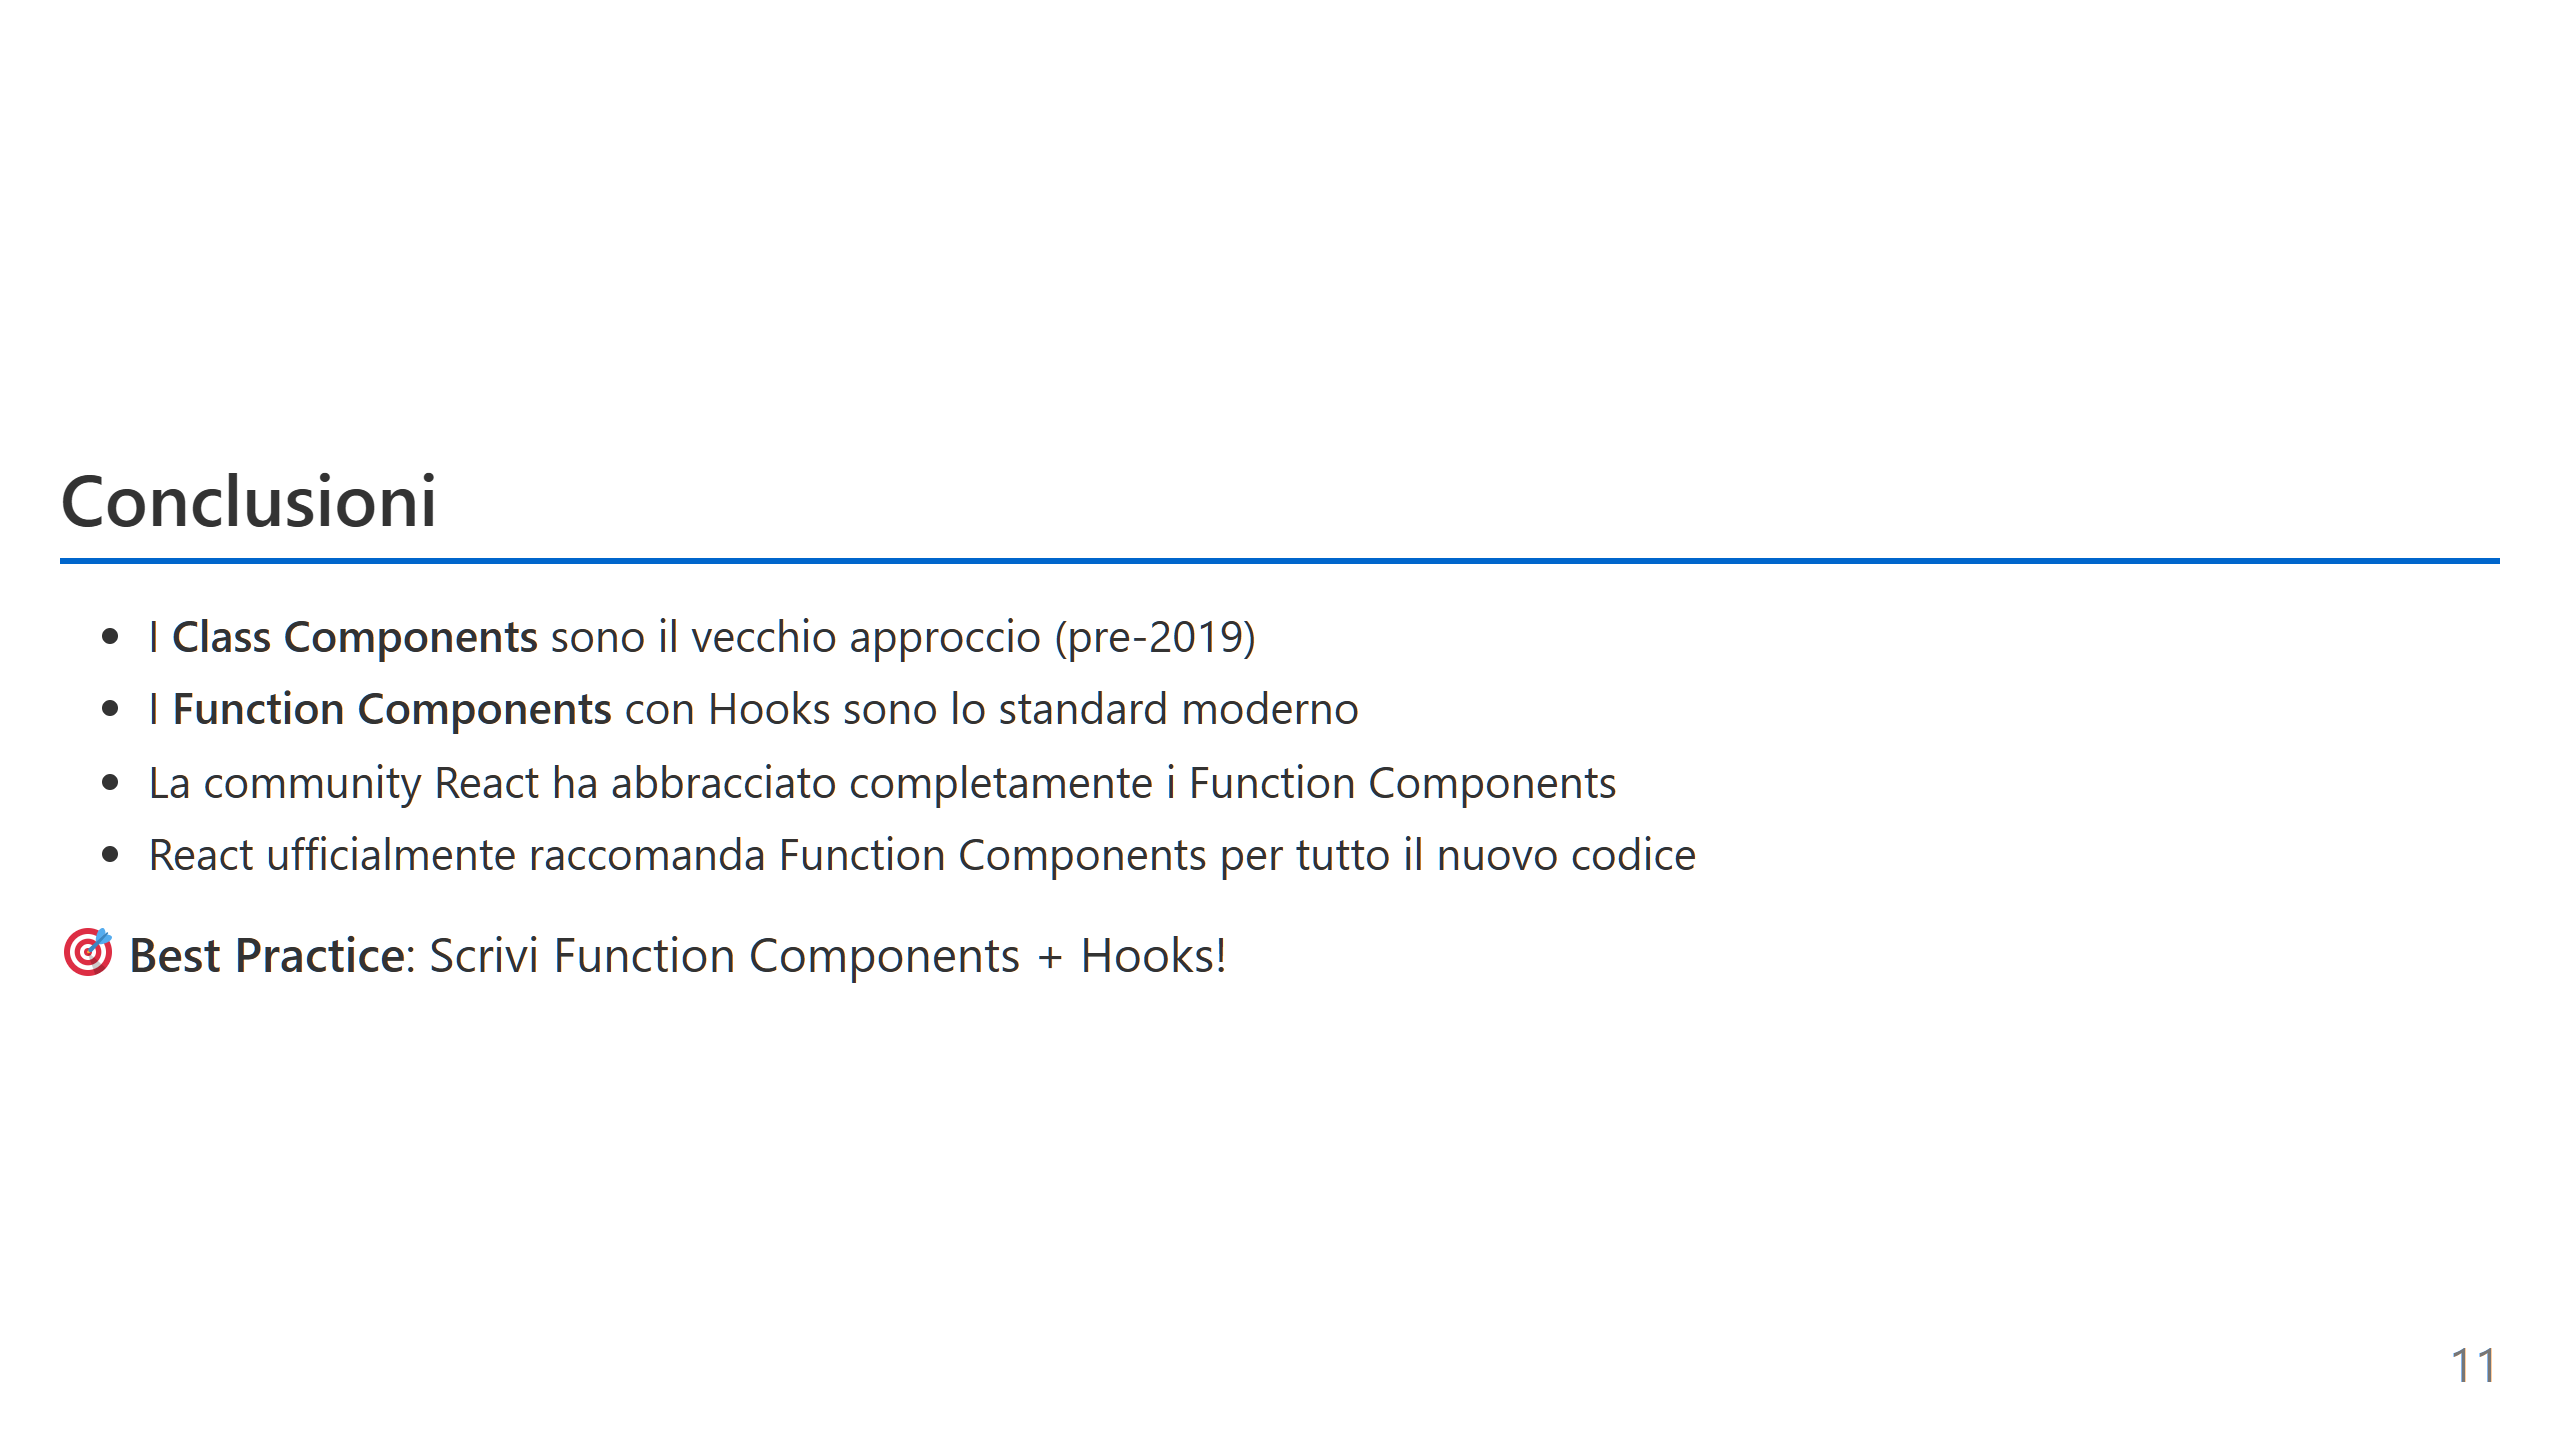 Conclusioni
• I Class Components sono il vecchio approccio (pre-2019)
• I Function Components con Hooks sono lo standard moderno
• La community React ha abbracciato completamente i Function Components
• React ufficialmente raccomanda Function Components per tutto il nuovo codice
🎯 Best Practice: Scrivi Function Components + Hooks!
11